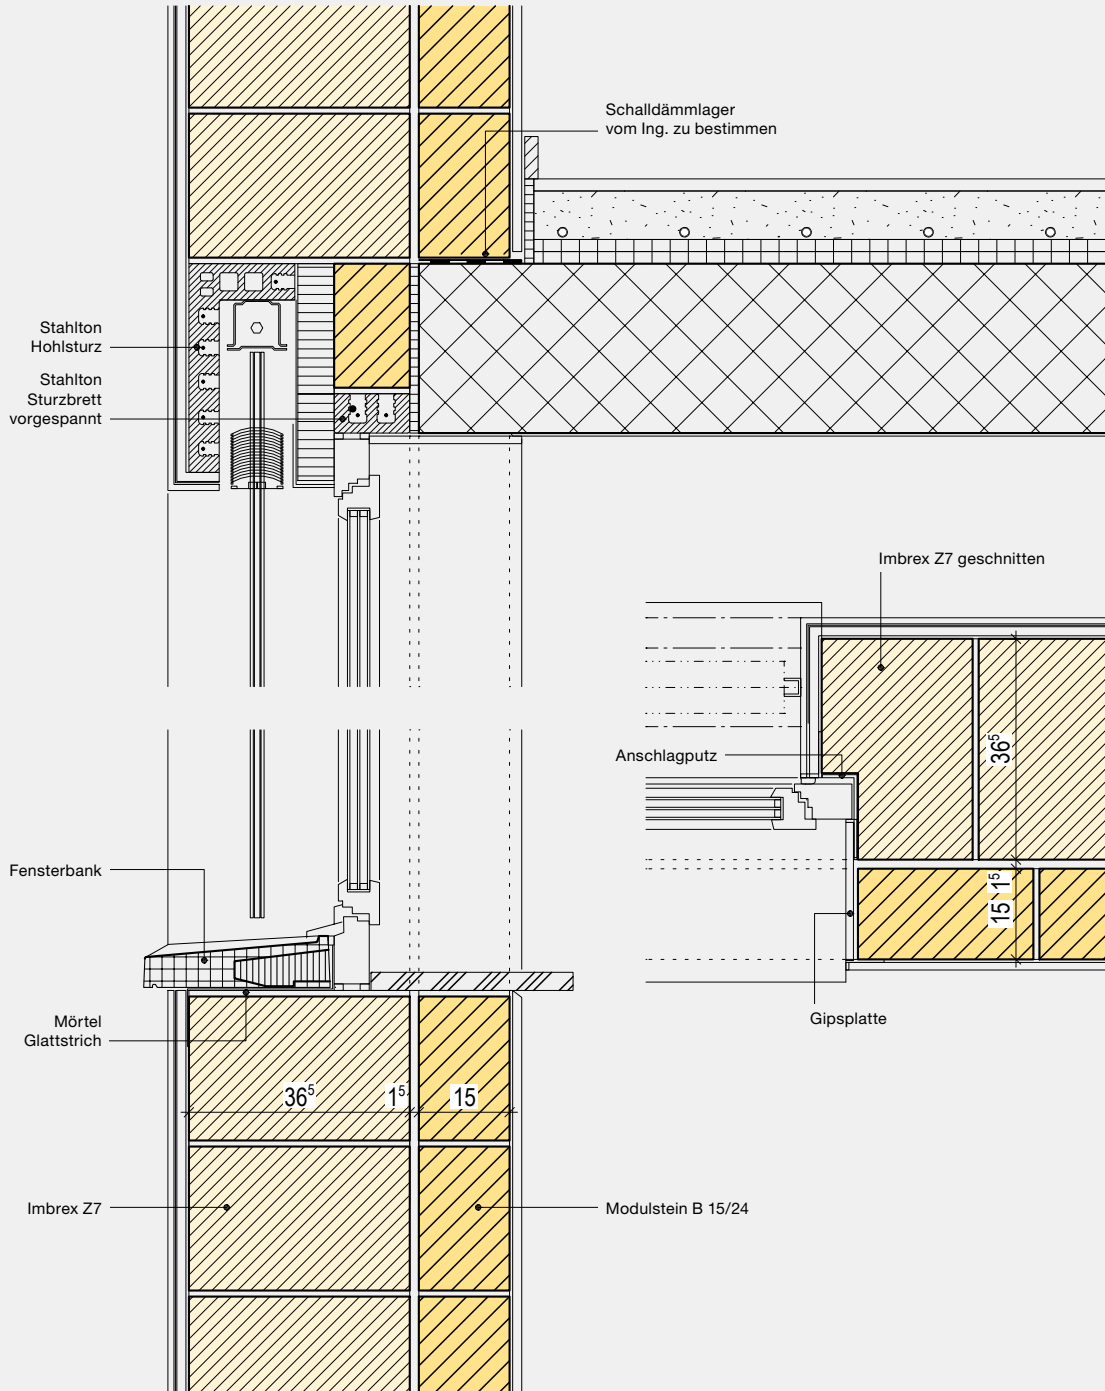 Schalldämmlager
vom Ing. zu bestimmen
Stahlton
Hohlsturz
Stahlton
Sturzbrett
vorgespannt
Imbrex Z7 geschnitten
36⁵
Anschlagputz
1⁵
15
Fensterbank
Gipsplatte
Mörtel
Glattstrich
36⁵ 1⁵ 15
Imbrex Z7
Modulstein B 15/24